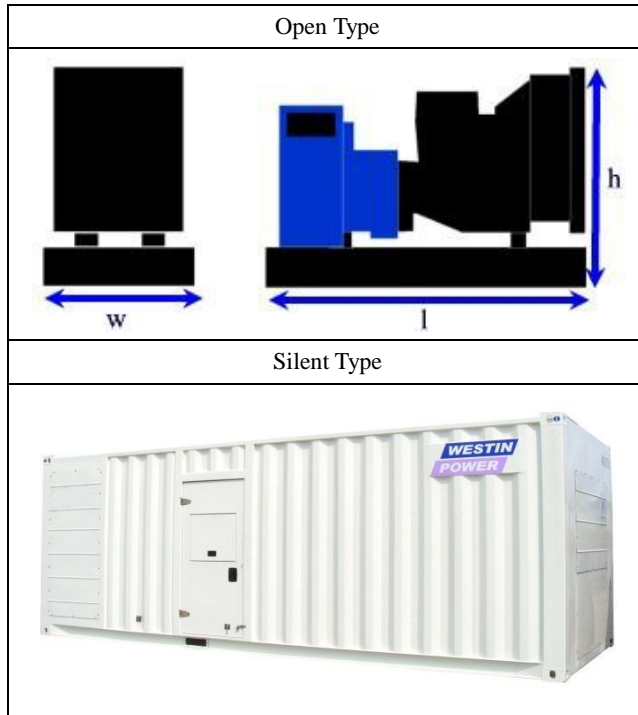 Open Type
h
w
l
Silent Type
WESTIN
POWER